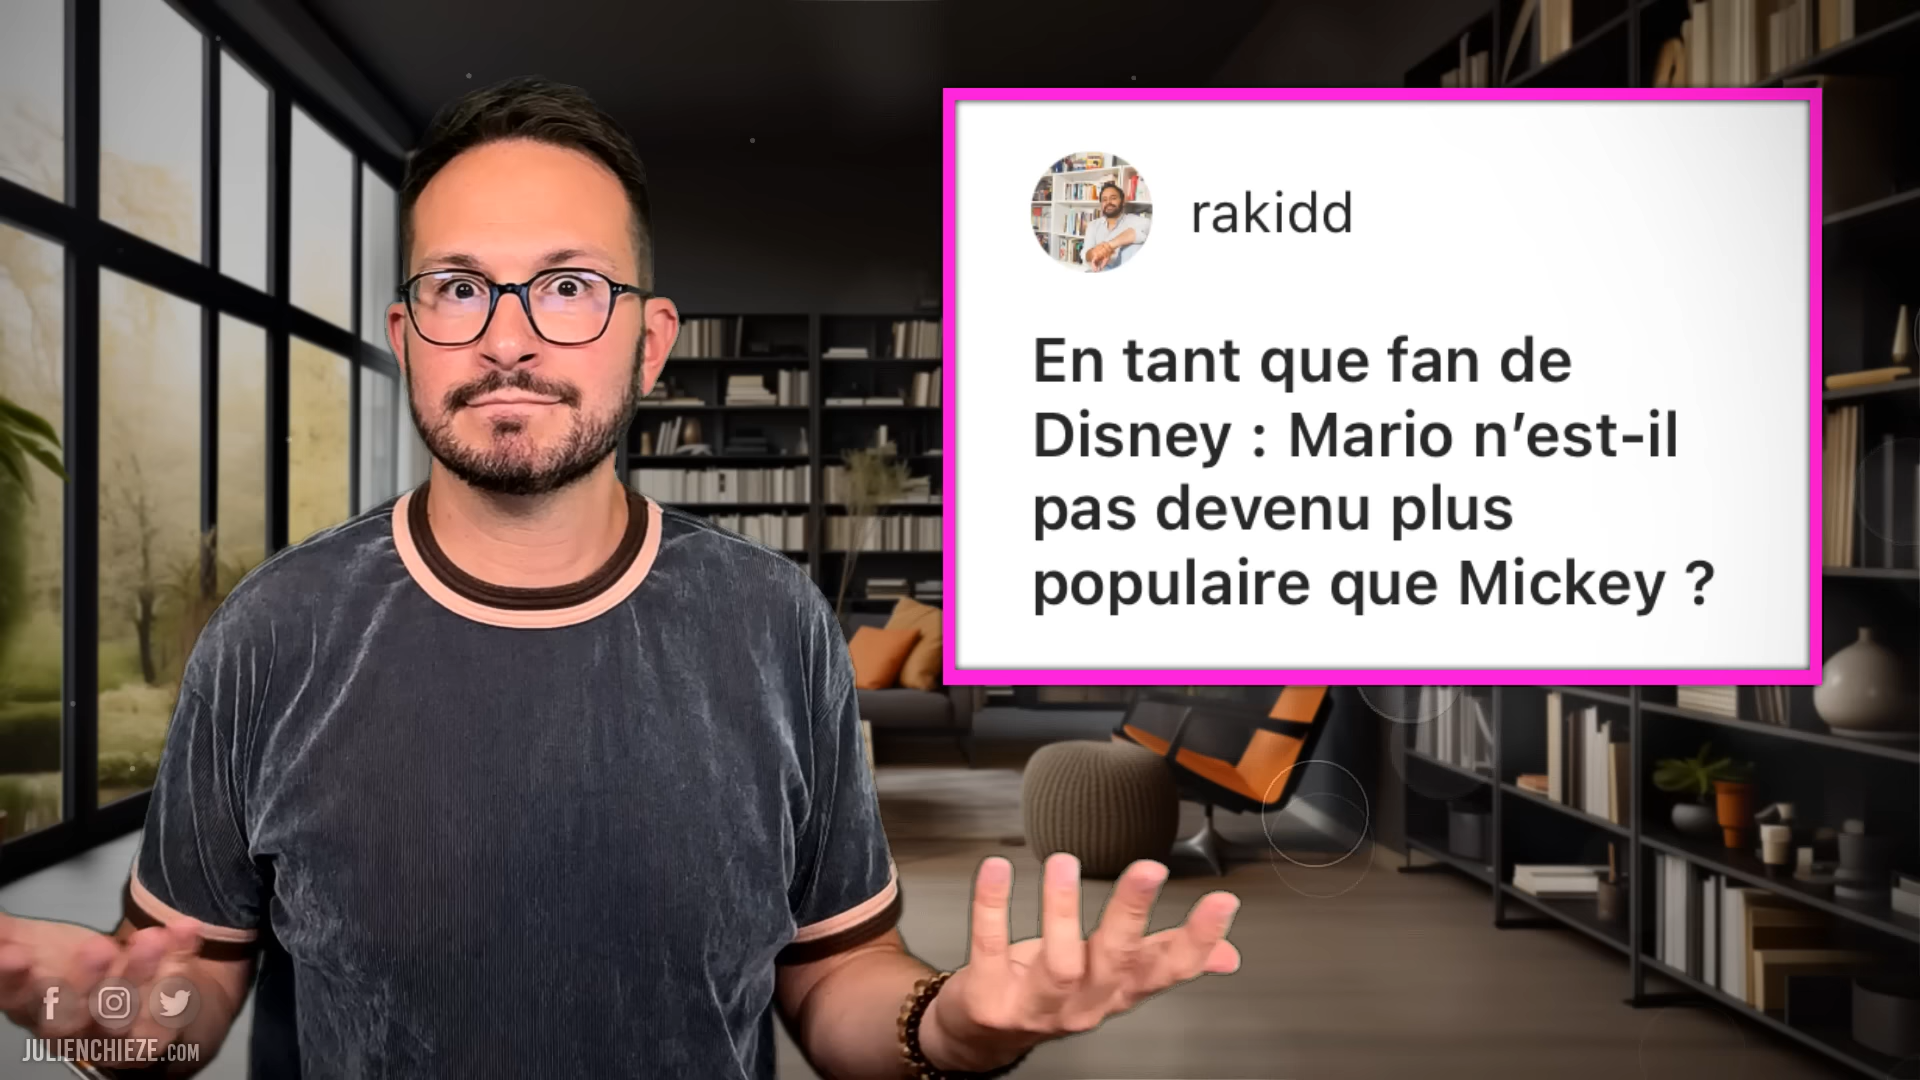 rakidd
En tant que fan de
Disney : Mario n’est-il
pas devenu plus
populaire que Mickey ?
JULIENCHIEZE.COM